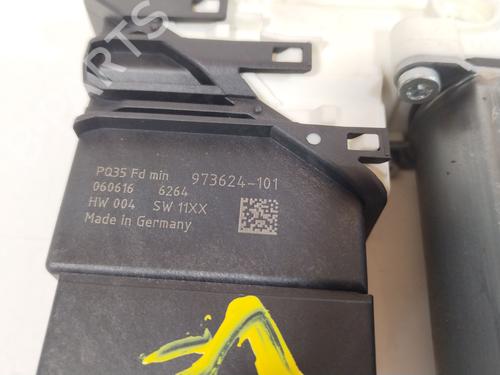 PQ35 Fd min 973624-101
060616 6264
HW 004 SW 11XX
Made in Germany